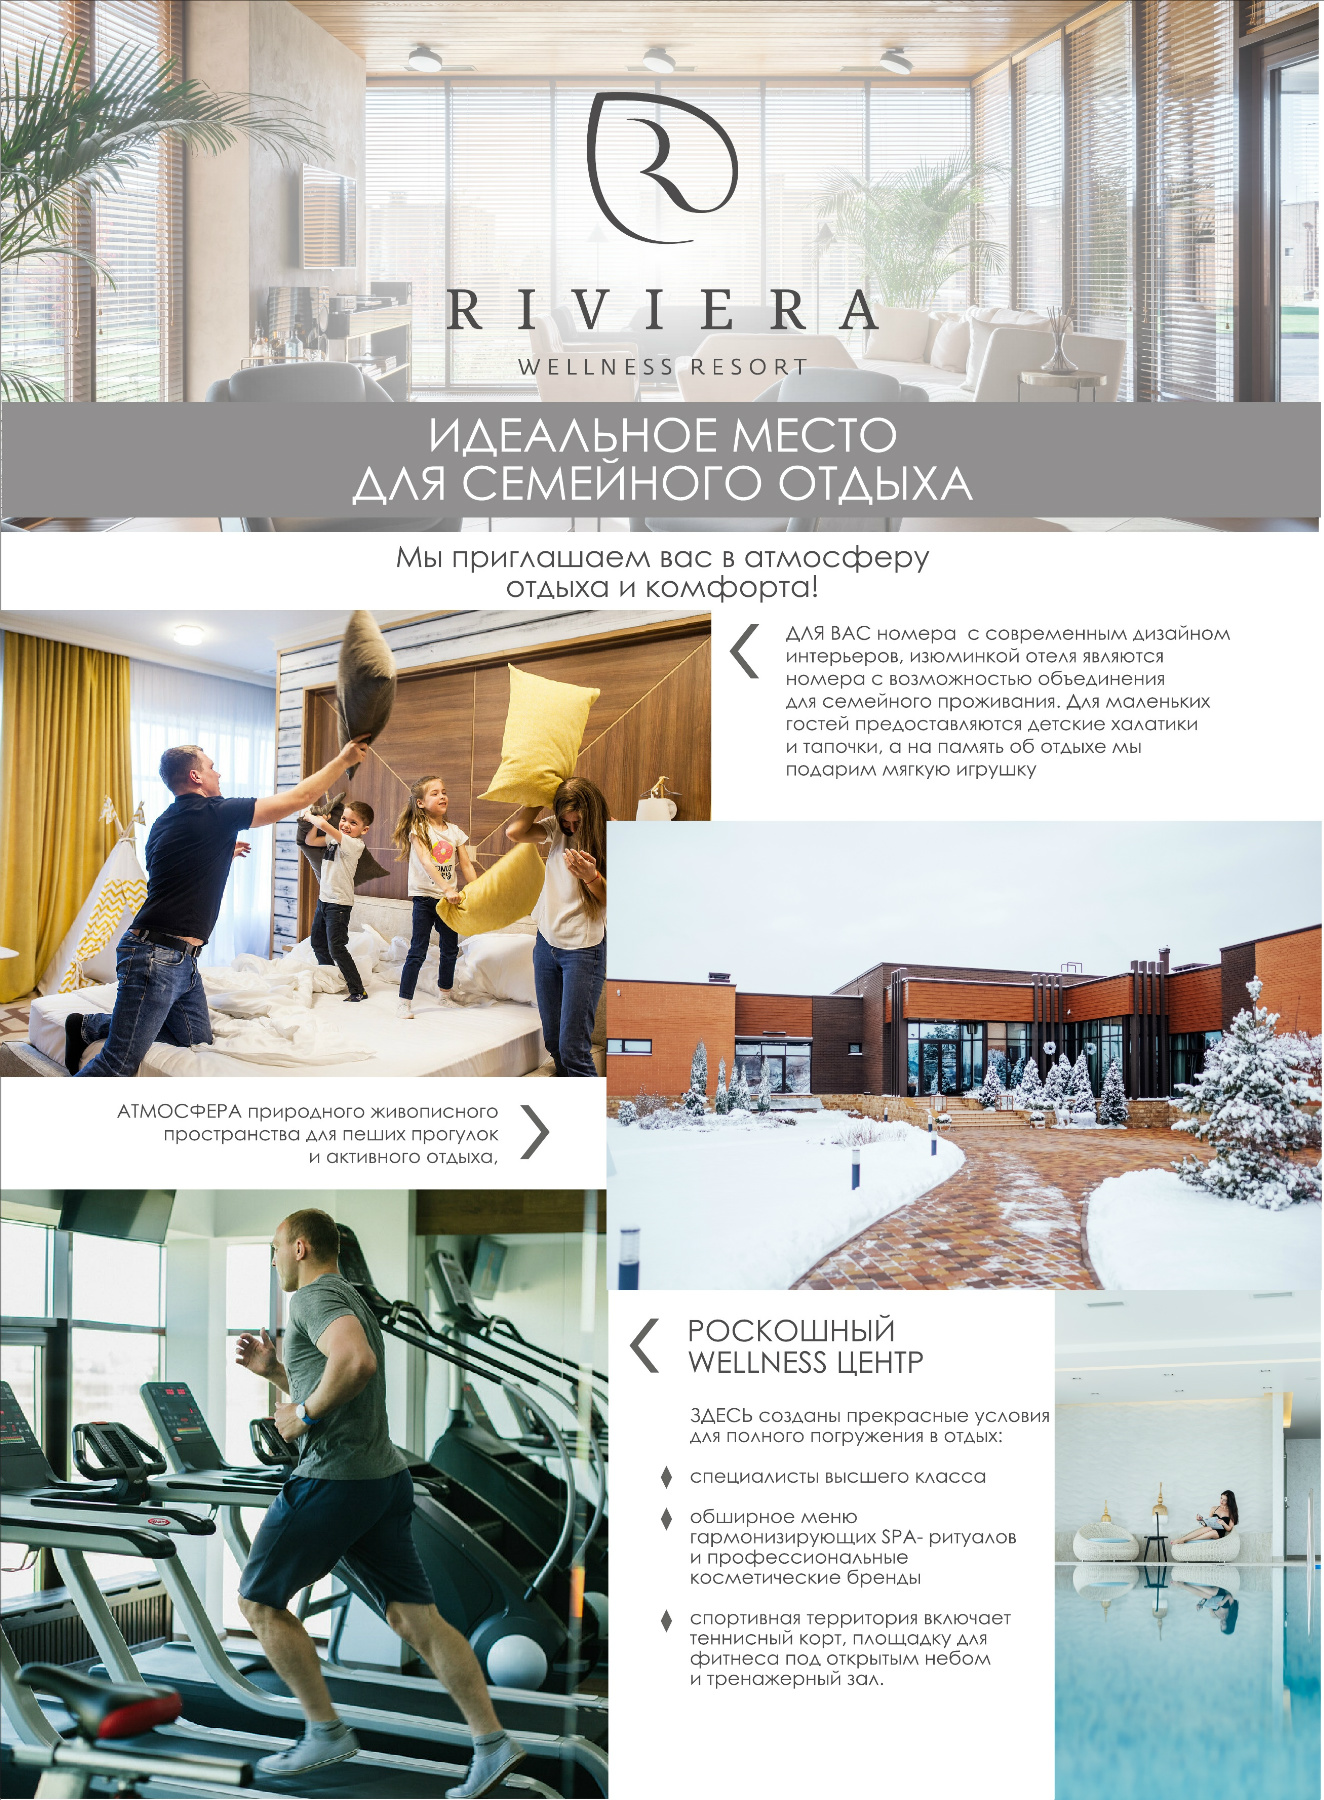 RIVIERA
WELLNESS RESORT
ИДЕАЛЬНОЕ МЕСТО
ДЛЯ СЕМЕЙНОГО ОТДЫХА
Мы приглашаем вас в атмосферу
отдыха и комфорта!
ДЛЯ ВАС номера с современным дизайном
интерьеров, изюминкой отеля являются
номера с возможностью объединения
для семейного проживания. Для маленьких
гостей предоставляются детские халатики
и тапочки, а на память об отдыхе мы
подарим мягкую игрушку
АТМОСФЕРА природного живописного
пространства для пеших прогулок
и активного отдыха,
РОСКОШНЫЙ
WELLNESS ЦЕНТР
ЗДЕСЬ созданы прекрасные условия
для полного погружения в отдых:
специалисты высшего класса
обширное меню
гармонизирующих SPA- ритуалов
и профессиональные
косметические бренды
спортивная территория включает
теннисный корт, площадку для
фитнеса под открытым небом
и тренажерный зал.